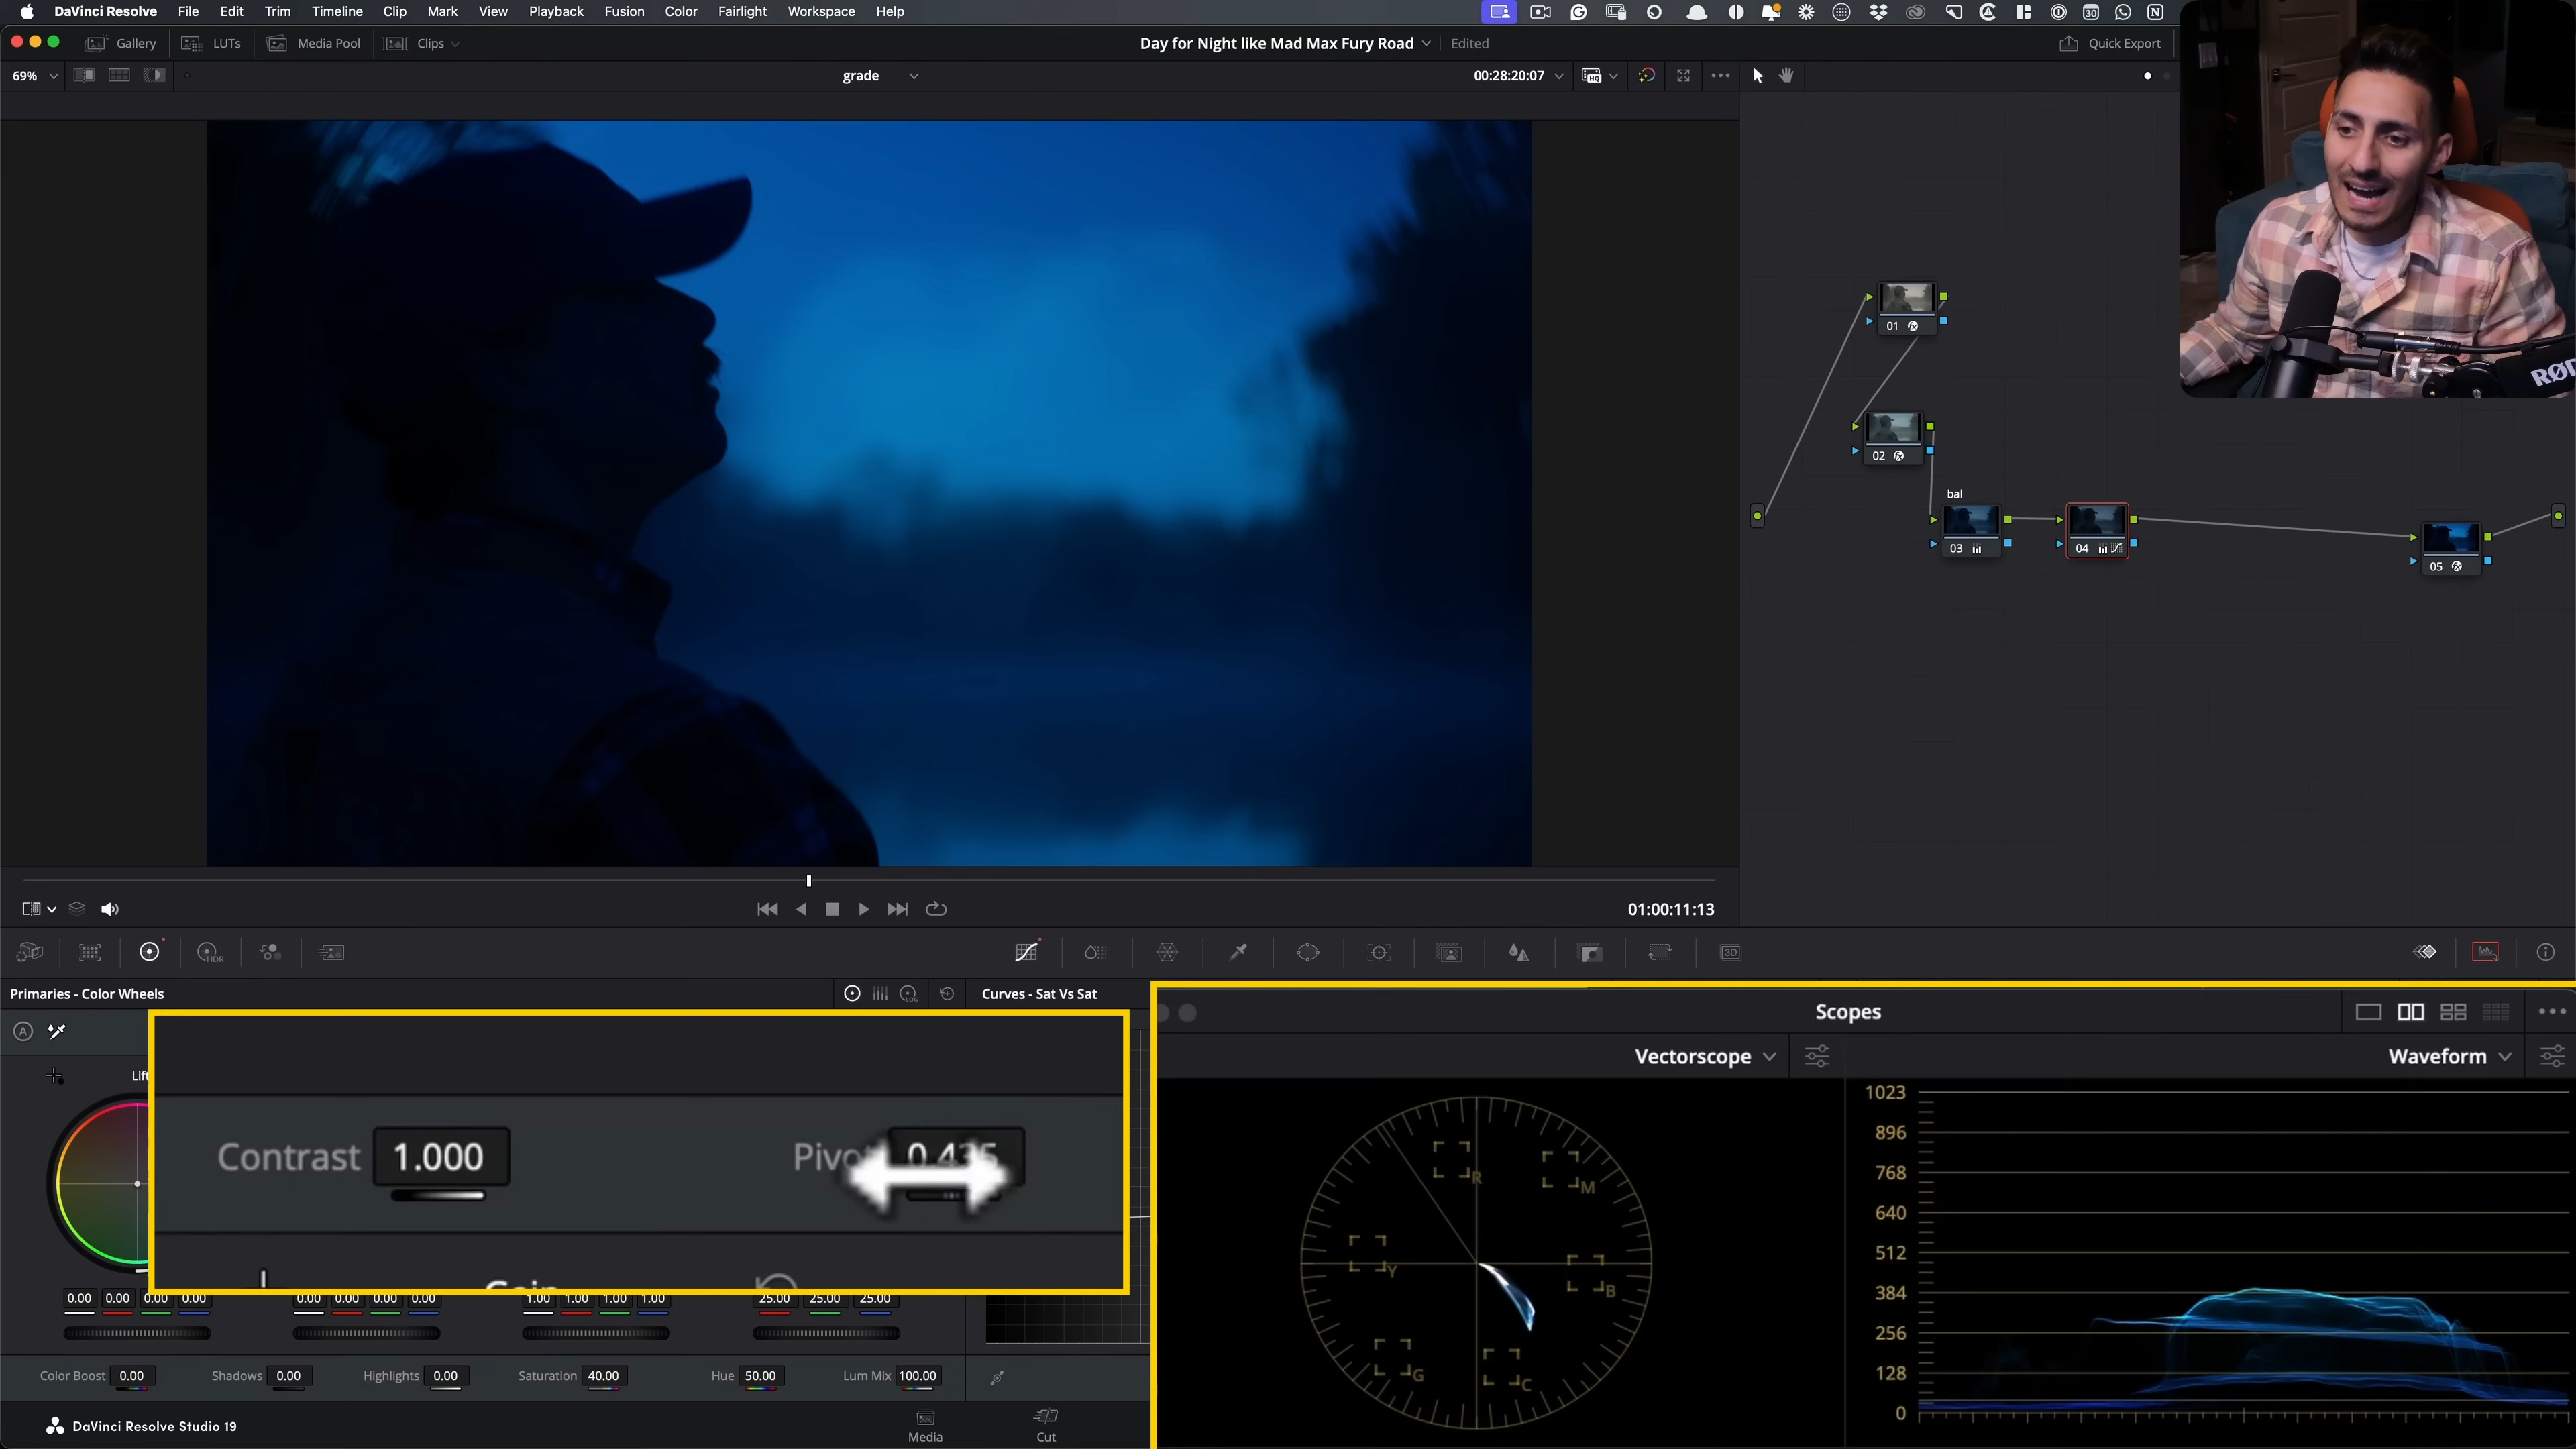 DaVinci Resolve File Edit Trim Timeline Clip Mark View Playback Fusion Color Fairlight Workspace Help
30
Gallery LUTs Media Pool Clips Day for Night like Mad Max Fury Road Edited Quick Export
69% grade 00:28:20:07 HQ
01
02
bal
03 04
05
01:00:11:13
HDR 3D
Primaries - Color Wheels LOG Curves - Sat Vs Sat
A
Lift
Contrast 1.000
Scopes
Vectorscope Waveform
R M Y B G C
1023
896
768
640
512
384
256
128
0
0.00 0.00 0.00 0.00 0.00 0.00 0.00 0.00 1.00 1.00 1.00 1.00 25.00 25.00 25.00
Color Boost 0.00 Shadows 0.00 Highlights 0.00 Saturation 40.00 Hue 50.00 Lum Mix 100.00
DaVinci Resolve Studio 19 Media Cut